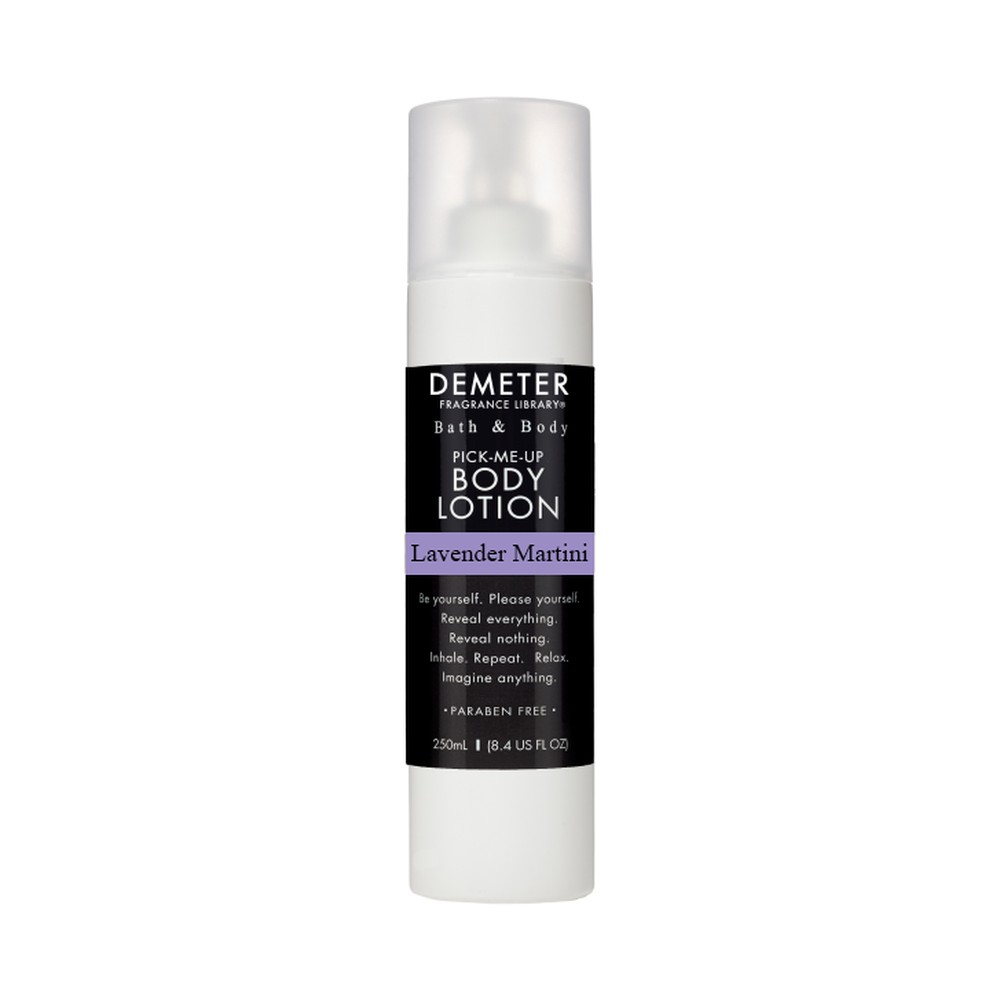 DEMETER
FRAGRANCE LIBRARY®
Bath & Body
PICK-ME-UP
BODY
LOTION
Lavender Martini
Be yourself. Please yourself.
Reveal everything.
Reveal nothing.
Inhale. Repeat. Relax.
Imagine anything.
• PARABEN FREE •
250mL | (8.4 US FL OZ)